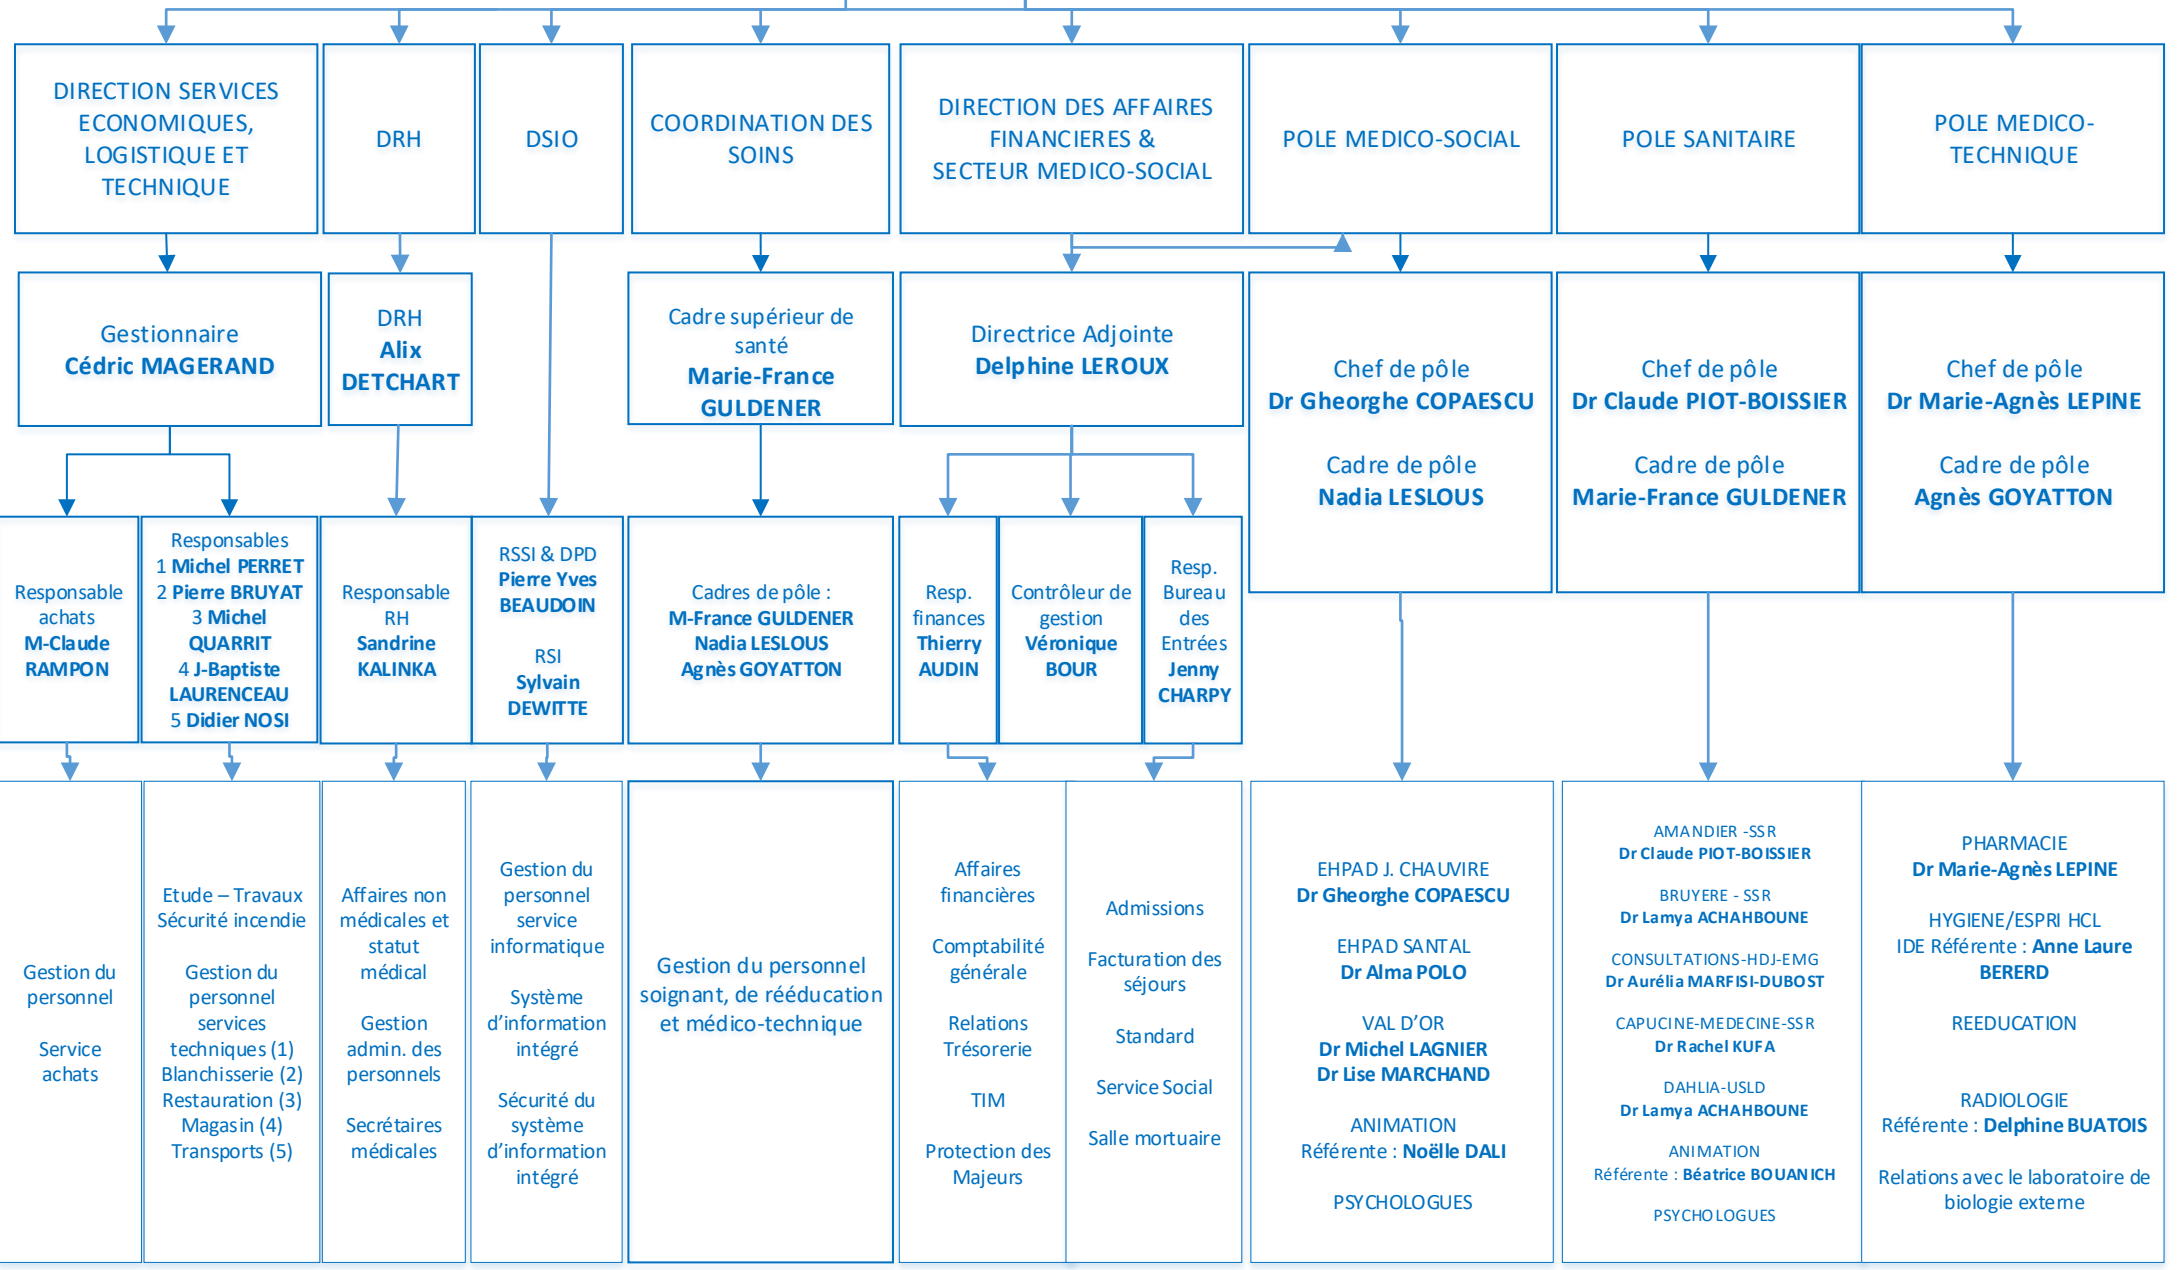 DIRECTION SERVICES
ECONOMIQUES,
LOGISTIQUE ET
TECHNIQUE
DRH
DSIO
COORDINATION DES
SOINS
DIRECTION DES AFFAIRES
FINANCIERES &
SECTEUR MEDICO-SOCIAL
POLE MEDICO-SOCIAL
POLE SANITAIRE
POLE MEDICO-
TECHNIQUE
Gestionnaire
Cédric MAGERAND
DRH
Alix
DETCHART
Cadre supérieur de
santé
Marie-France
GULDENER
Directrice Adjointe
Delphine LEROUX
Chef de pôle
Dr Gheorghe COPAESCU
Cadre de pôle
Nadia LESLOUS
Chef de pôle
Dr Claude PIOT-BOISSIER
Cadre de pôle
Marie-France GULDENER
Chef de pôle
Dr Marie-Agnès LEPINE
Cadre de pôle
Agnès GOYATTON
Responsable
achats
M-Claude
RAMPON
Responsables
1 Michel PERRET
2 Pierre BRUYAT
3 Michel
QUARRIT
4 J-Baptiste
LAURENCEAU
5 Didier NOSI
Responsable
RH
Sandrine
KALINKA
RSSI & DPD
Pierre Yves
BEAUDOIN
RSI
Sylvain
DEWITTE
Cadres de pôle :
M-France GULDENER
Nadia LESLOUS
Agnès GOYATTON
Resp.
finances
Thierry
AUDIN
Contrôleur de
gestion
Véronique
BOUR
Resp.
Bureau
des
Entrées
Jenny
CHARPY
Gestion du
personnel
Service
achats
Etude – Travaux
Sécurité incendie
Gestion du
personnel
services
techniques (1)
Blanchisserie (2)
Restauration (3)
Magasin (4)
Transports (5)
Affaires non
médicales et
statut
médical
Gestion
admin. des
personnels
Secrétaires
médicales
Gestion du
personnel
service
informatique
Système
d’information
intégré
Sécurité du
système
d’information
intégré
Gestion du personnel
soignant, de rééducation
et médico-technique
Affaires
financières
Comptabilité
générale
Relations
Trésorerie
TIM
Protection des
Majeurs
Admissions
Facturation des
séjours
Standard
Service Social
Salle mortuaire
EHPAD J. CHAUVIRE
Dr Gheorghe COPAESCU
EHPAD SANTAL
Dr Alma POLO
VAL D’OR
Dr Michel LAGNIER
Dr Lise MARCHAND
ANIMATION
Référente : Noëlle DALI
PSYCHOLOGUES
AMANDIER -SSR
Dr Claude PIOT-BOISSIER
BRUYERE - SSR
Dr Lamya ACHAHBOUNE
CONSULTATIONS-HDJ-EMG
Dr Aurélia MARFISI-DUBOST
CAPUCINE-MEDECINE-SSR
Dr Rachel KUFA
DAHLIA-USLD
Dr Lamya ACHAHBOUNE
ANIMATION
Référente : Béatrice BOUANICH
PSYCHOLOGUES
PHARMACIE
Dr Marie-Agnès LEPINE
HYGIENE/ESPRI HCL
IDE Référente : Anne Laure
BERERD
REEDUCATION
RADIOLOGIE
Référente : Delphine BUATOIS
Relations avec le laboratoire de
biologie externe